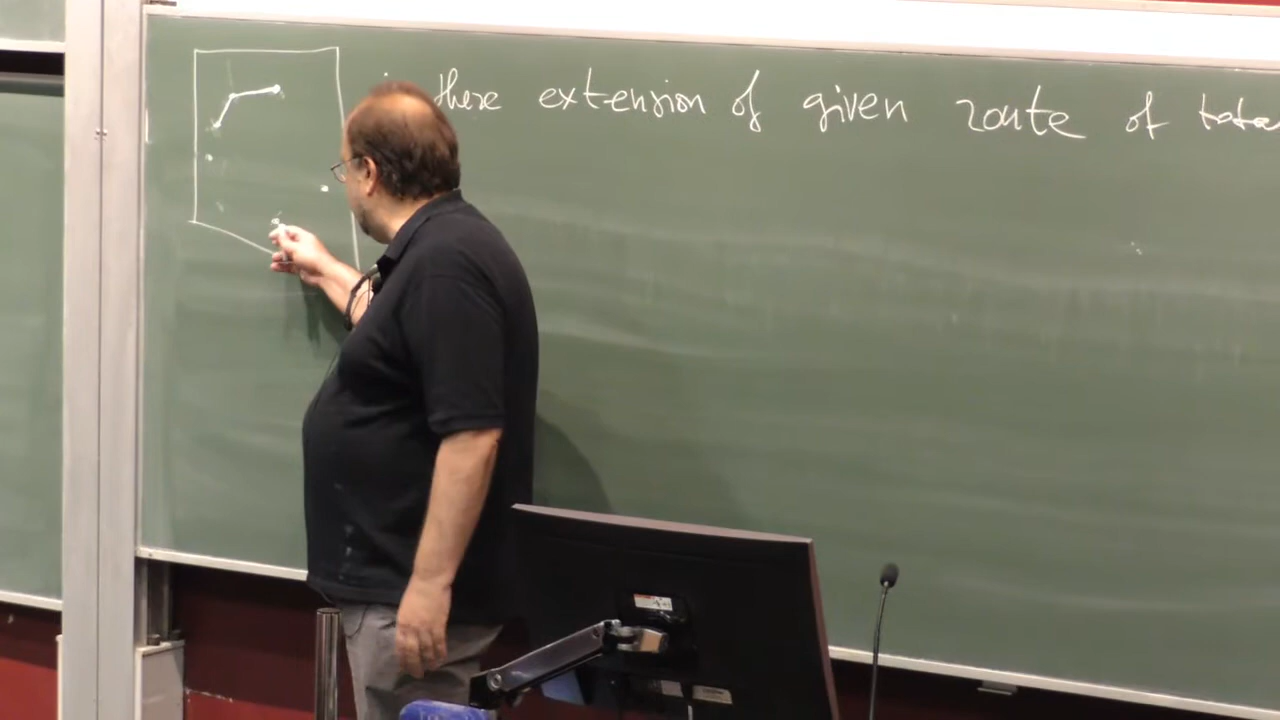 there extension of given route of